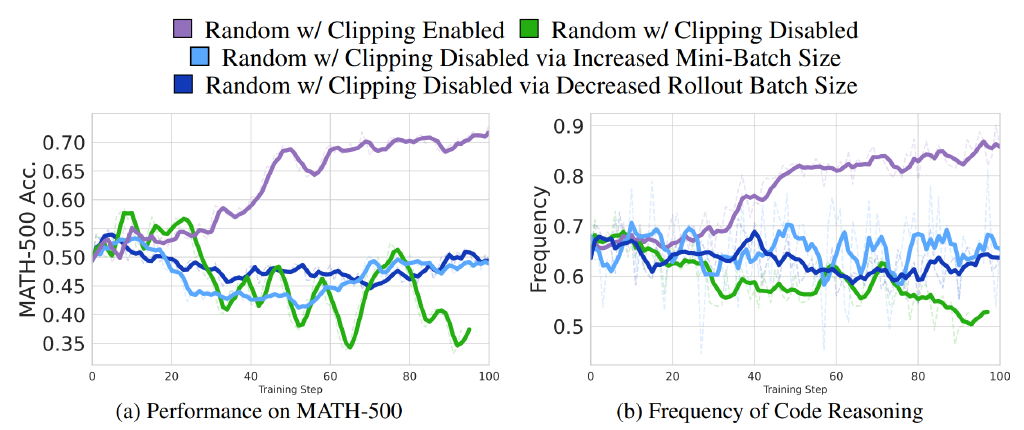 Random w/ Clipping Enabled Random w/ Clipping Disabled
Random w/ Clipping Disabled via Increased Mini-Batch Size
Random w/ Clipping Disabled via Decreased Rollout Batch Size
MATH-500 Acc.
0.70
0.65
0.60
0.55
0.50
0.45
0.40
0.35
0 20 40 60 80 100
Training Step
(a) Performance on MATH-500
Frequency
0.9
0.8
0.7
0.6
0.5
0 20 40 60 80 100
Training Step
(b) Frequency of Code Reasoning